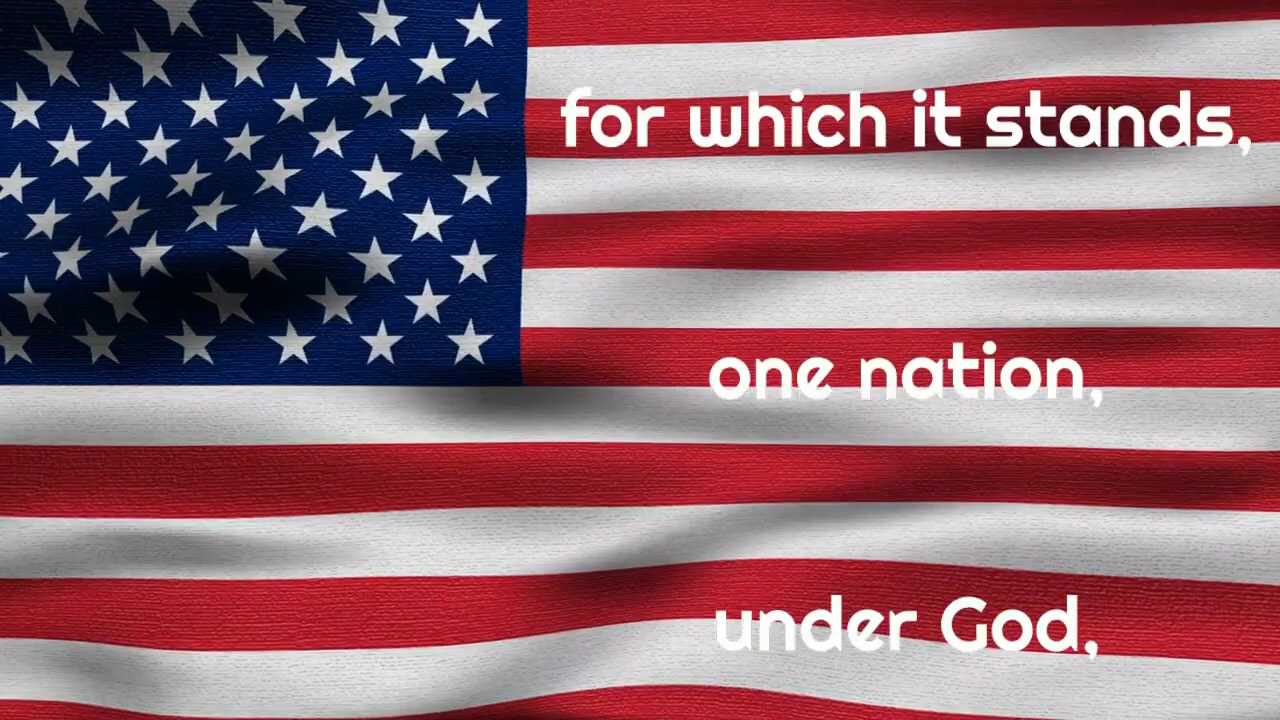 for which it stands,
one nation,
under God,